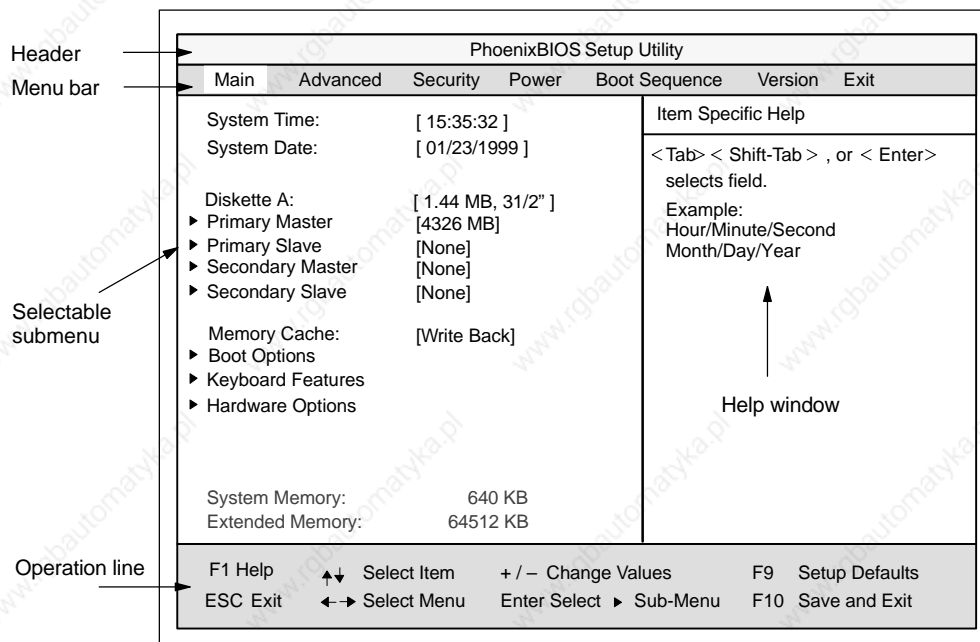 Header
PhoenixBIOS Setup Utility
Menu bar
Main Advanced Security Power Boot Sequence Version Exit
System Time: [ 15:35:32 ]
System Date: [ 01/23/1999 ]
Diskette A: [ 1.44 MB, 31/2” ]
▶ Primary Master [4326 MB]
▶ Primary Slave [None]
▶ Secondary Master [None]
▶ Secondary Slave [None]
Selectable
submenu
Memory Cache: [Write Back]
▶ Boot Options
▶ Keyboard Features
▶ Hardware Options
System Memory: 640 KB
Extended Memory: 64512 KB
Item Specific Help
<Tab> < Shift-Tab > , or < Enter>
selects field.
Example:
Hour/Minute/Second
Month/Day/Year
Help window
Operation line
F1 Help ↑↓ Select Item + / – Change Values F9 Setup Defaults
ESC Exit ←→ Select Menu Enter Select ▶ Sub-Menu F10 Save and Exit
www.rgbautomatyka.pl